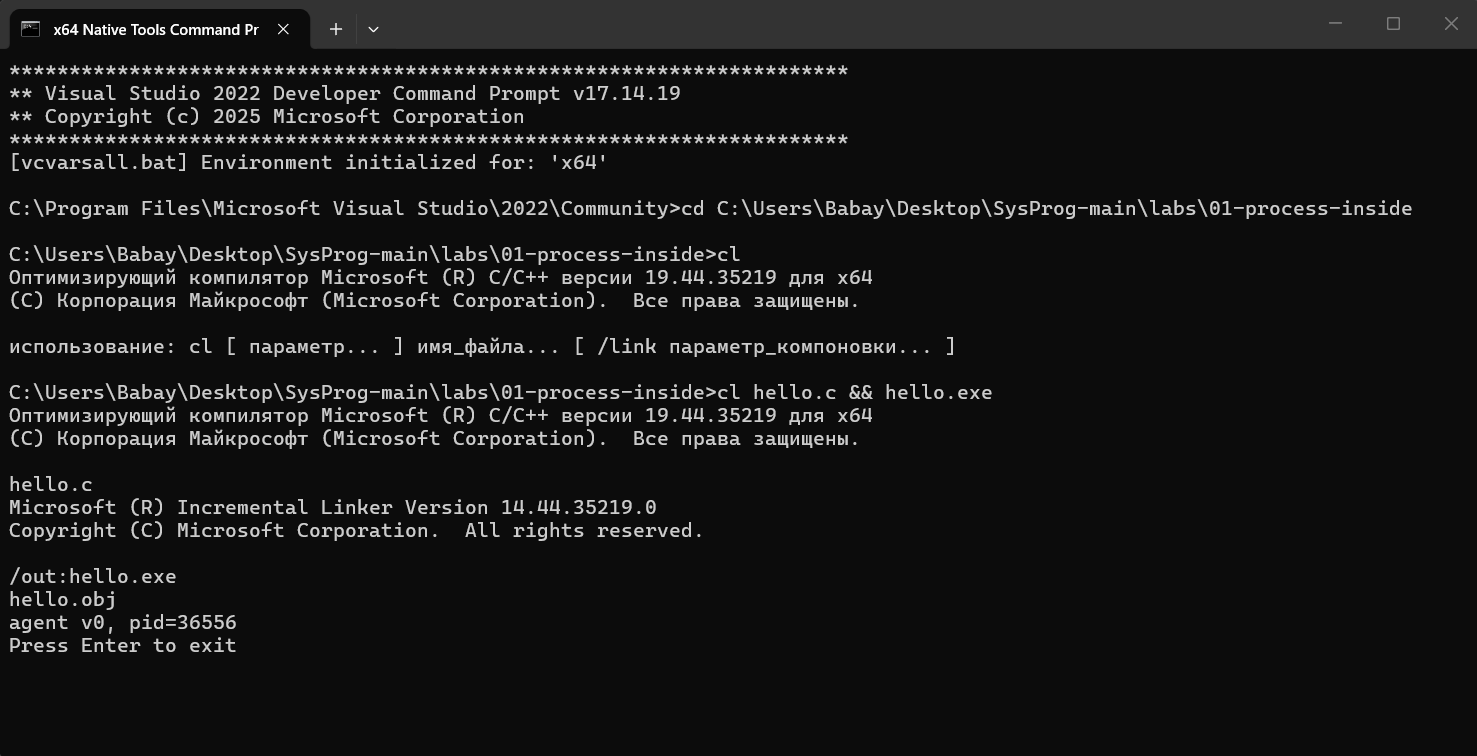 x64 Native Tools Command Pr
**********************************************************************
** Visual Studio 2022 Developer Command Prompt v17.14.19
** Copyright (c) 2025 Microsoft Corporation
**********************************************************************
[vcvarsall.bat] Environment initialized for: 'x64'
C:\Program Files\Microsoft Visual Studio\2022\Community>cd C:\Users\Babay\Desktop\SysProg-main\labs\01-process-inside
C:\Users\Babay\Desktop\SysProg-main\labs\01-process-inside>cl
Оптимизирующий компилятор Microsoft (R) C/C++ версии 19.44.35219 для x64
(C) Корпорация Майкрософт (Microsoft Corporation).  Все права защищены.
использование: cl [ параметр... ] имя_файла... [ /link параметр_компоновки... ]
C:\Users\Babay\Desktop\SysProg-main\labs\01-process-inside>cl hello.c && hello.exe
Оптимизирующий компилятор Microsoft (R) C/C++ версии 19.44.35219 для x64
(C) Корпорация Майкрософт (Microsoft Corporation).  Все права защищены.
hello.c
Microsoft (R) Incremental Linker Version 14.44.35219.0
Copyright (C) Microsoft Corporation.  All rights reserved.
/out:hello.exe
hello.obj
agent v0, pid=36556
Press Enter to exit